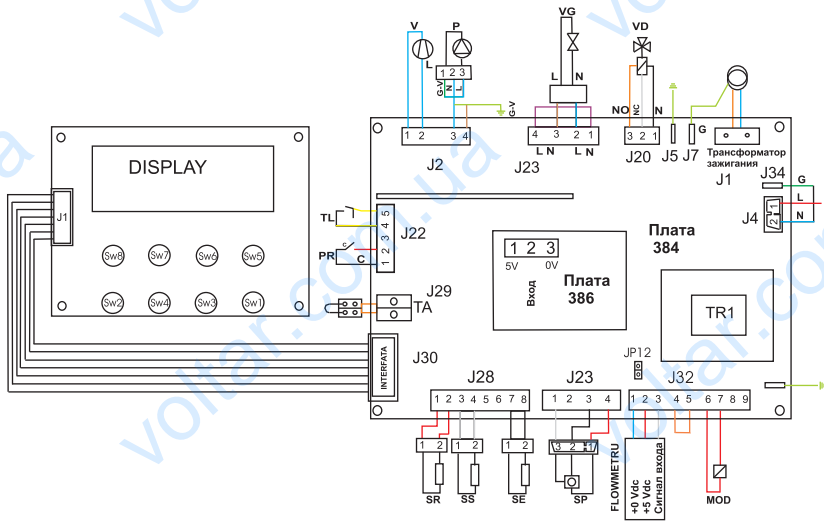 V
P
VG
VD
L
1 2 3
G-V
N
L
L
N
G-V
NO
NC
N
G
1 2
3 4
J2
4
3
2
1
L N
L N
J23
3 2 1
J20
J5
J7
Трансформатор
зажигания
J1
J34
G
L
N
J4
1
2
DISPLAY
J1
Sw8
Sw7
Sw6
Sw5
Sw2
Sw4
Sw3
Sw1
TL
PR
C
C
5
4
3
2
1
J22
J29
TA
J30
INTERFATA
1 2 3
5V
0V
Вход
Плата
386
Плата
384
TR1
JP12
J28
1 2 3 4 5 6 7 8
J23
1 2 3 4
J32
1 2 3 4 5 6 7 8 9
1 2
1 2
1 2
3 2 1
SR
SS
SE
SP
FLOWMETRU
+0 Vdc
+5 Vdc
Сигнал входа
MOD
voltar.com.ua
voltar.com.ua